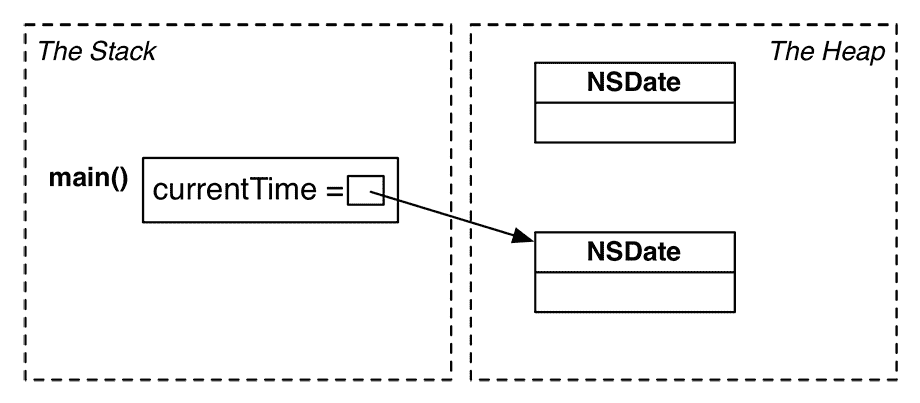 The Stack
main()
currentTime =
The Heap
NSDate
NSDate